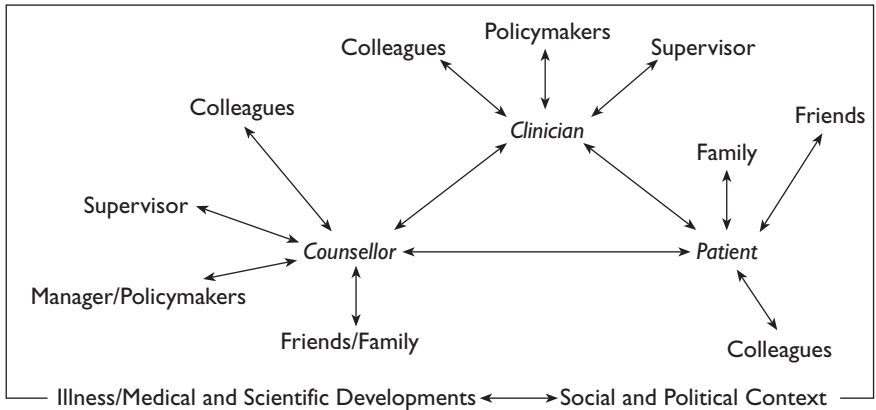 Policymakers
Colleagues
Supervisor
Colleagues
Friends
Clinician
Family
Supervisor
Counsellor
Patient
Manager/Policymakers
Friends/Family
Colleagues
Illness/Medical and Scientific Developments Social and Political Context